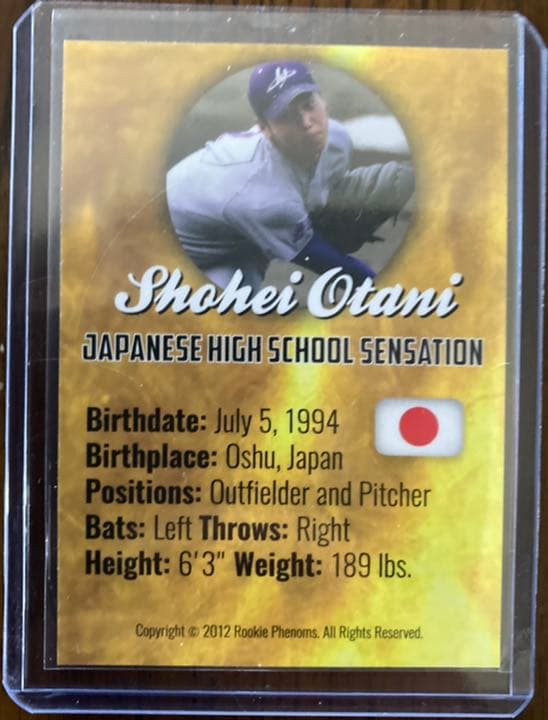 Shohei Otani
JAPANESE HIGH SCHOOL SENSATION
Birthdate: July 5, 1994
Birthplace: Oshu, Japan
Positions: Outfielder and Pitcher
Bats: Left Throws: Right
Height: 6'3" Weight: 189 lbs.
Copyright © 2012 Rookie Phenoms. All Rights Reserved.